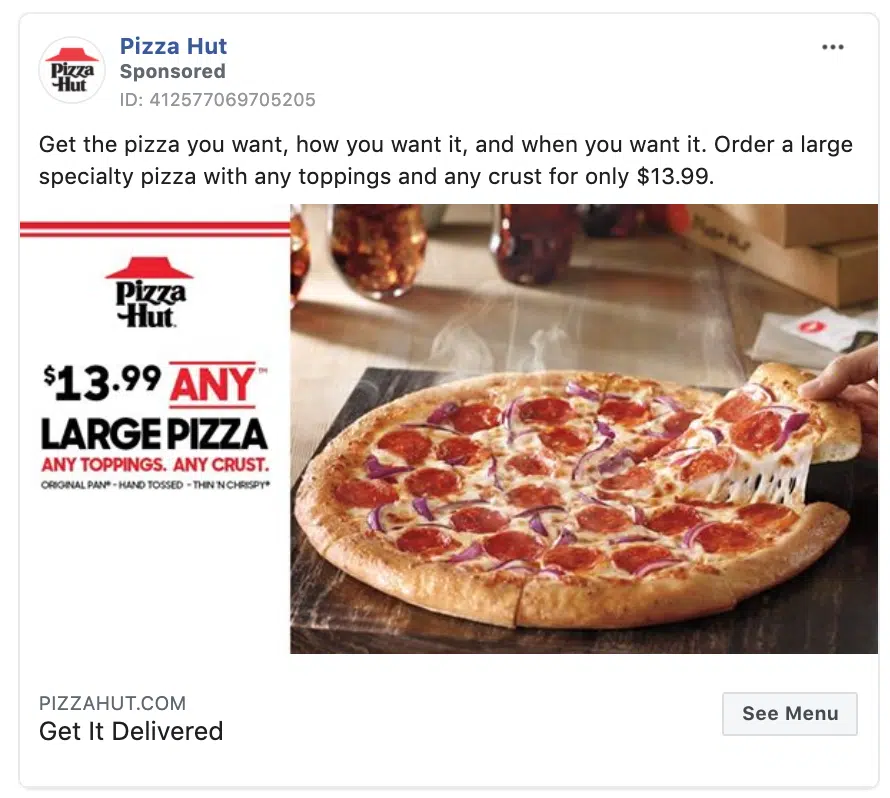 Pizza Hut
Pizza
Hut
Sponsored
ID: 412577069705205
Get the pizza you want, how you want it, and when you want it. Order a large
specialty pizza with any toppings and any crust for only $13.99.
Pizza
Hut
$13.99 ANY™
LARGE PIZZA
ANY TOPPINGS. ANY CRUST.
ORIGINAL PAN® - HAND TOSSED - THIN 'N CHRISPY®
Pizza Hut
PIZZAHUT.COM
Get It Delivered
See Menu